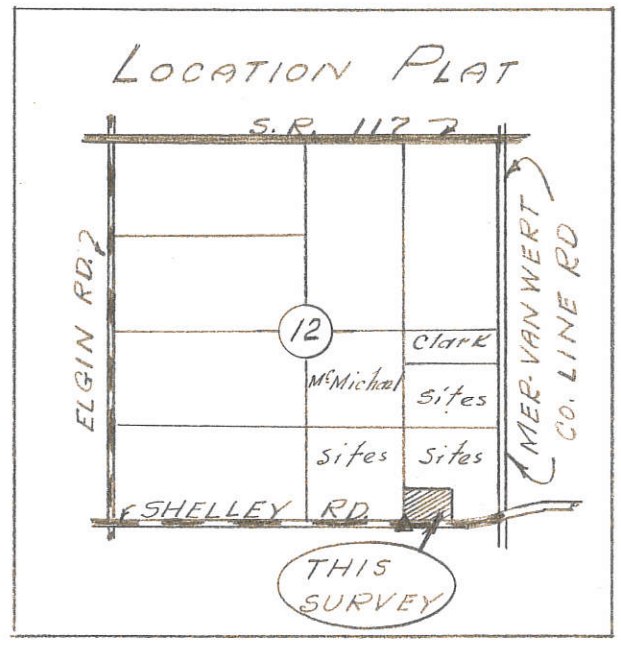 LOCATION PLAT
S.R. 117
ELGIN RD.
MER-VAN WERT
CO. LINE RD
12
Clark
McMichael
Sites
Sites
Sites
SHELLEY RD.
THIS
SURVEY